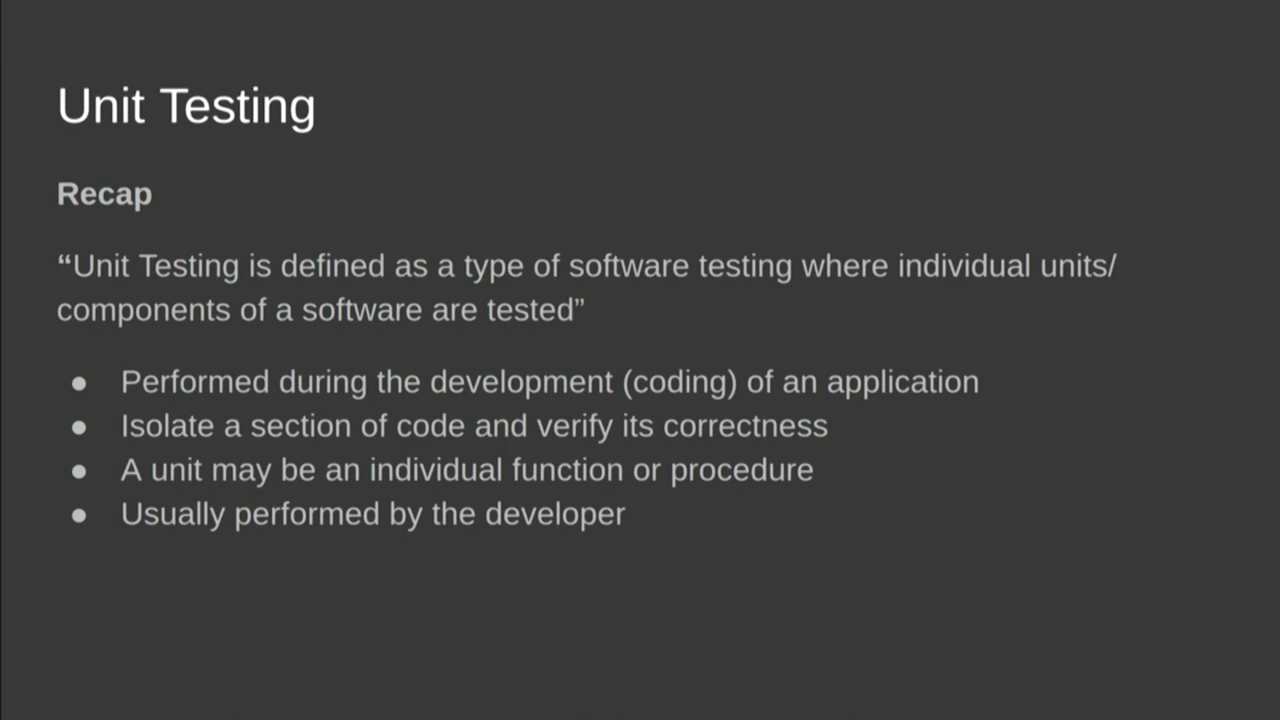 Unit Testing
Recap
“Unit Testing is defined as a type of software testing where individual units/
components of a software are tested”
● Performed during the development (coding) of an application
● Isolate a section of code and verify its correctness
● A unit may be an individual function or procedure
● Usually performed by the developer